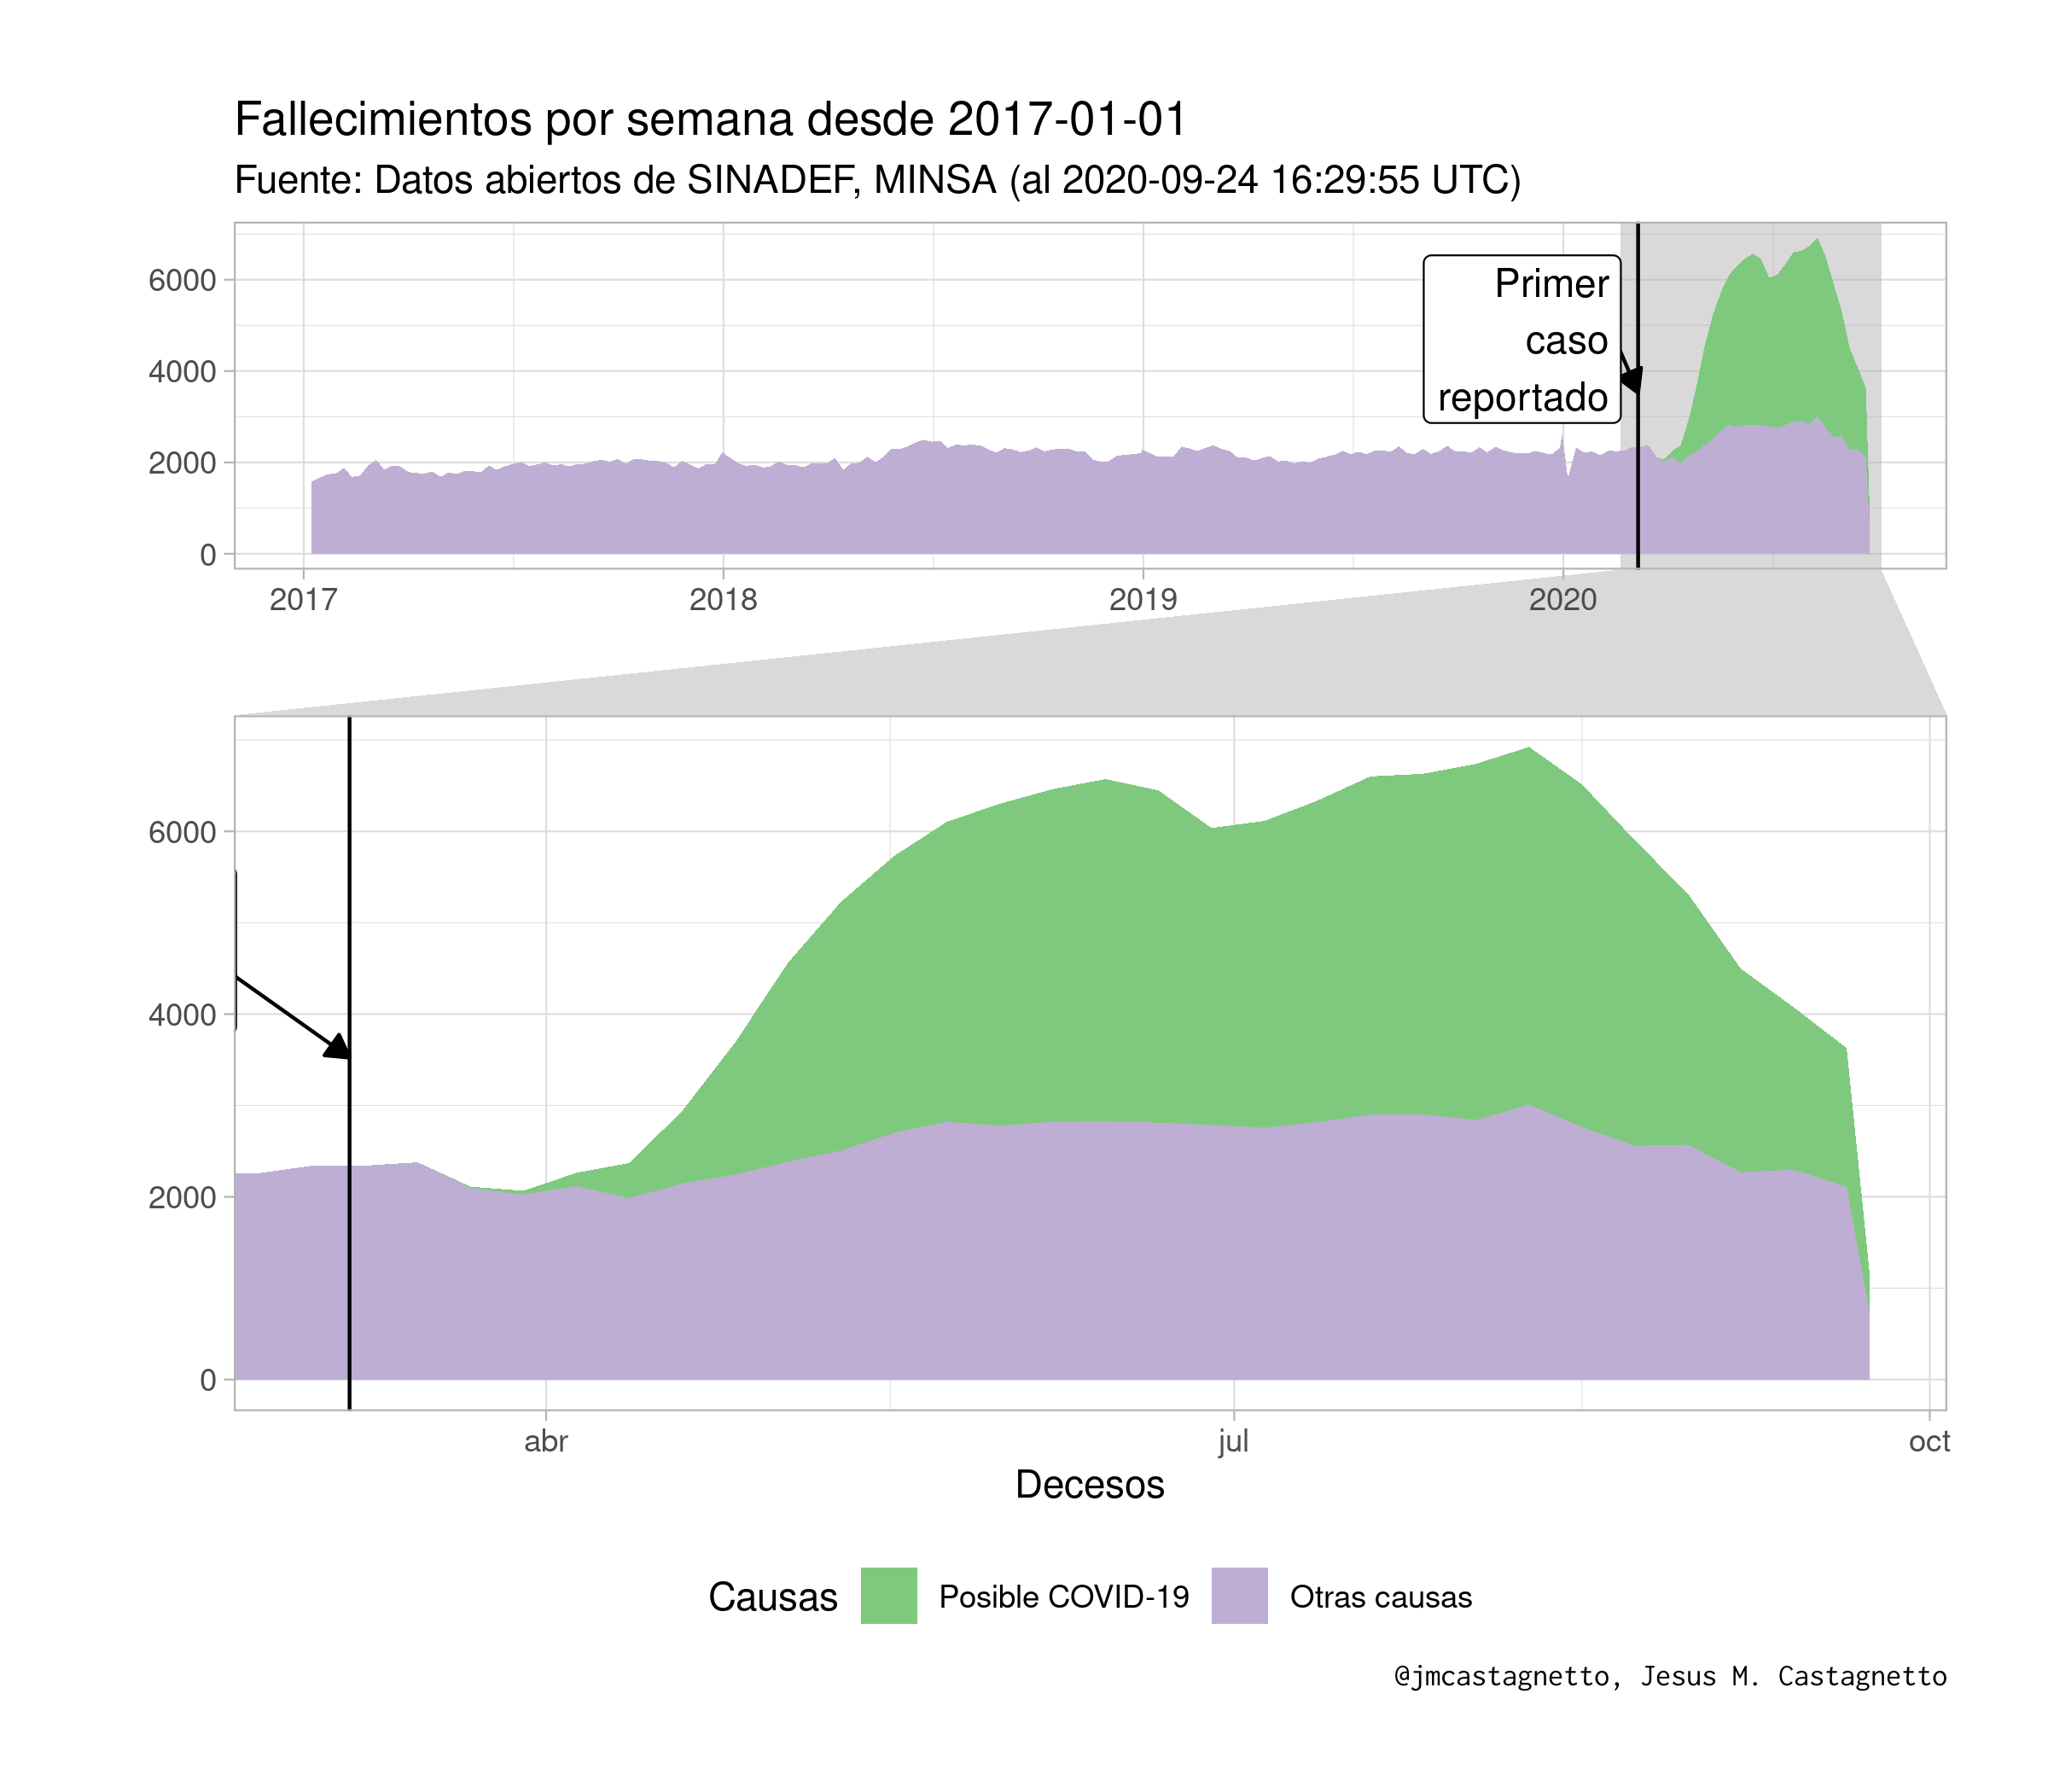 Fallecimientos por semana desde 2017-01-01
Fuente: Datos abiertos de SINADEF, MINSA (al 2020-09-24 16:29:55 UTC)
6000
4000
2000
0
Primer
caso
reportado
2017
2018
2019
2020
6000
4000
2000
0
abr
jul
oct
Decesos
Causas
Posible COVID-19
Otras causas
@jmcastagnetto, Jesus M. Castagnetto